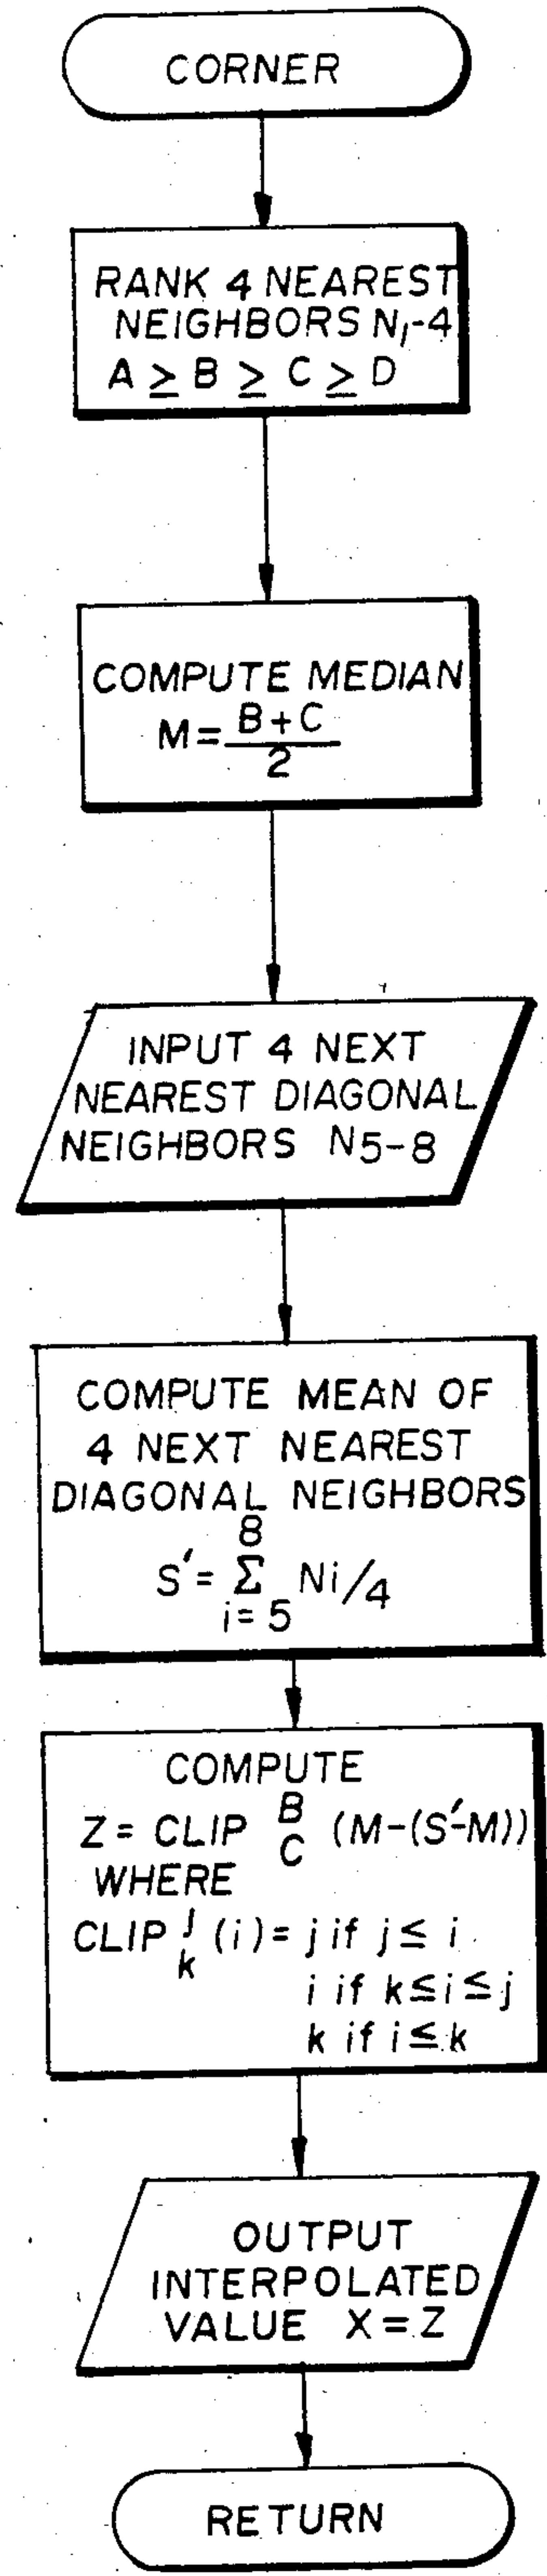 CORNER
RANK 4 NEAREST
NEIGHBORS N1-4
A ≥ B ≥ C ≥ D
COMPUTE MEDIAN
M = B+C
2
INPUT 4 NEXT
NEAREST DIAGONAL
NEIGHBORS N5-8
COMPUTE MEAN OF
4 NEXT NEAREST
DIAGONAL NEIGHBORS
8
S' = Σ Ni/4
i=5
COMPUTE
Z = CLIP B C (M-(S'-M))
WHERE
CLIP j k (i) = j if j ≤ i
i if k ≤ i ≤ j
k if i ≤ k
OUTPUT
INTERPOLATED
VALUE X = Z
RETURN